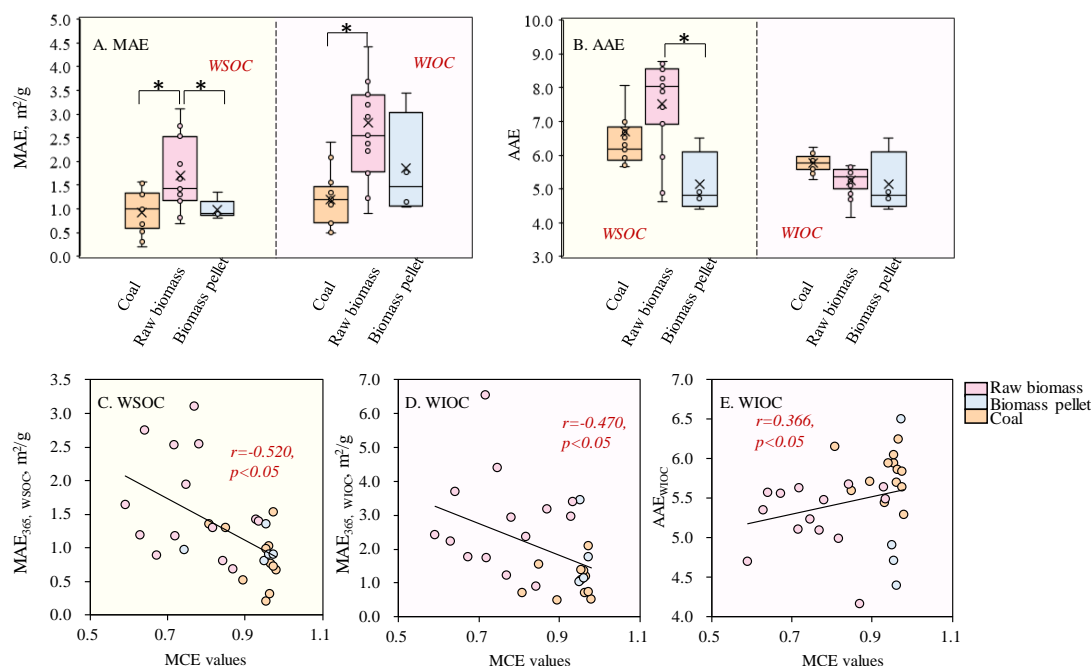 A. MAE
WSOC
WIOC
*
*
*
MAE, m²/g
5.0
4.5
4.0
3.5
3.0
2.5
2.0
1.5
1.0
0.5
0.0
Coal
Raw biomass
Biomass pellet
Coal
Raw biomass
Biomass pellet
B. AAE
*
WSOC
WIOC
AAE
10.0
9.0
8.0
7.0
6.0
5.0
4.0
3.0
Coal
Raw biomass
Biomass pellet
Coal
Raw biomass
Biomass pellet
C. WSOC
r=-0.520,
p<0.05
MAE365, WSOC, m²/g
3.5
3.0
2.5
2.0
1.5
1.0
0.5
0.0
0.5 0.7 0.9 1.1
MCE values
D. WIOC
r=-0.470,
p<0.05
MAE365, WIOC, m²/g
7.0
6.0
5.0
4.0
3.0
2.0
1.0
0.0
0.5 0.7 0.9 1.1
MCE values
E. WIOC
r=0.366,
p<0.05
AAEWIOC
7.0
6.5
6.0
5.5
5.0
4.5
4.0
0.5 0.7 0.9 1.1
MCE values
Raw biomass
Biomass pellet
Coal